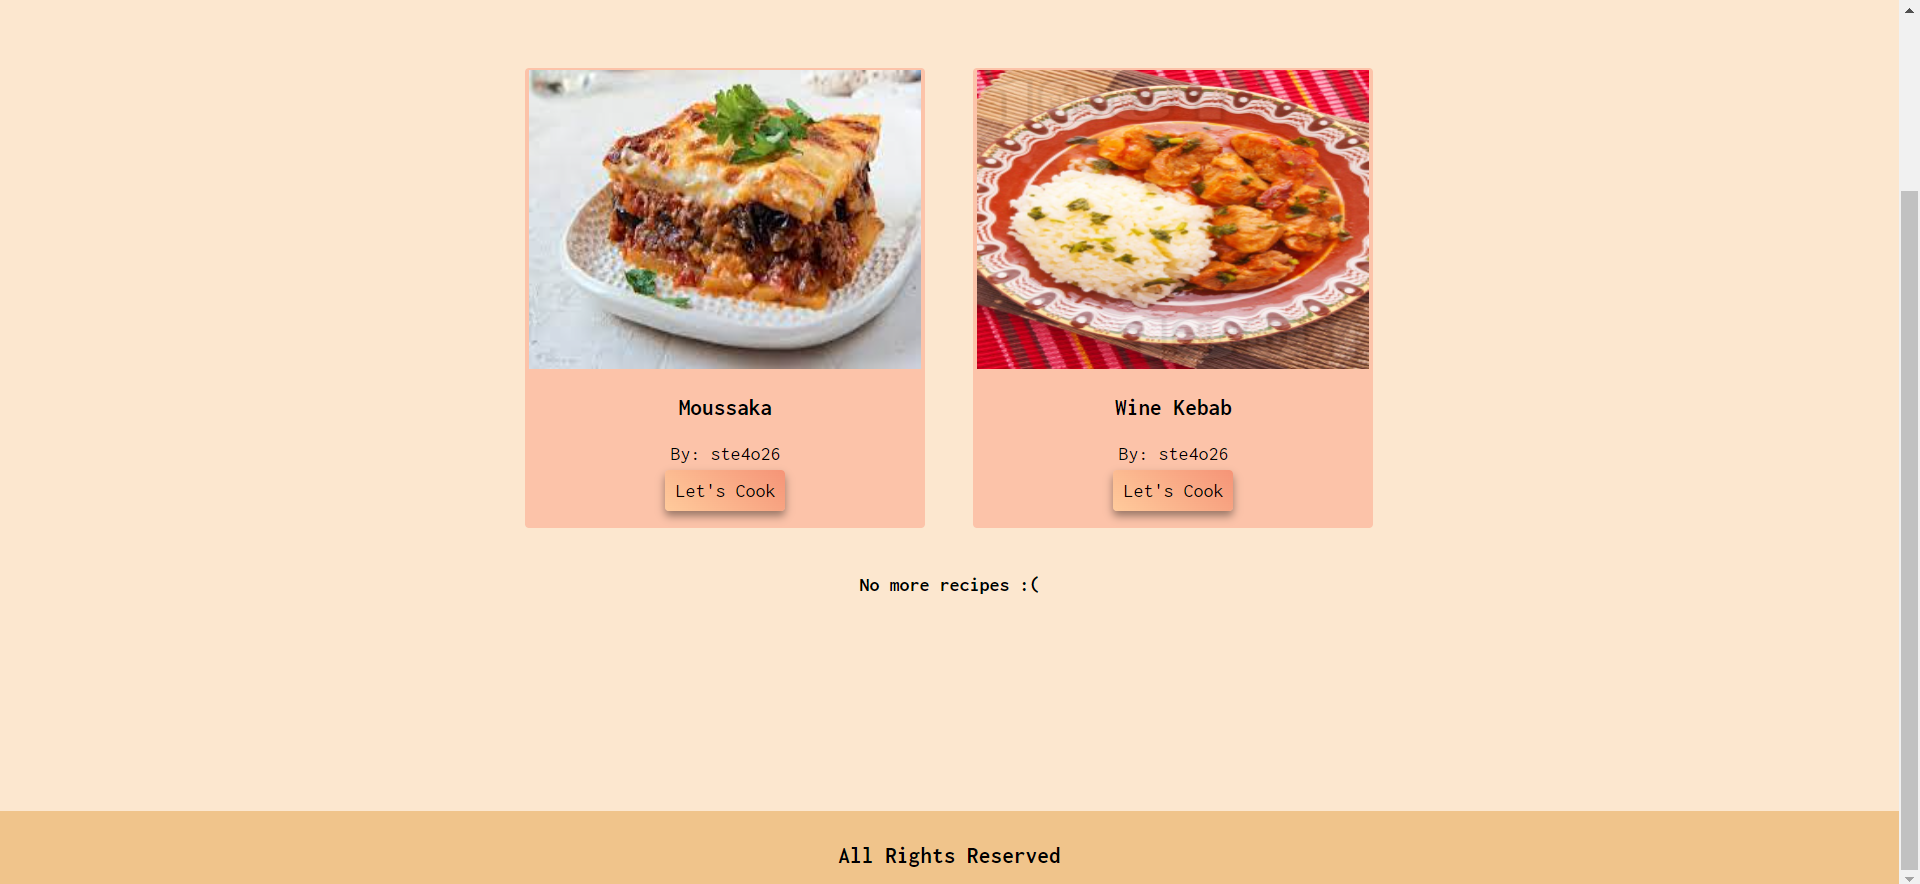 Moussaka
By: ste4o26
Let's Cook
Wine Kebab
By: ste4o26
Let's Cook
No more recipes :(
All Rights Reserved